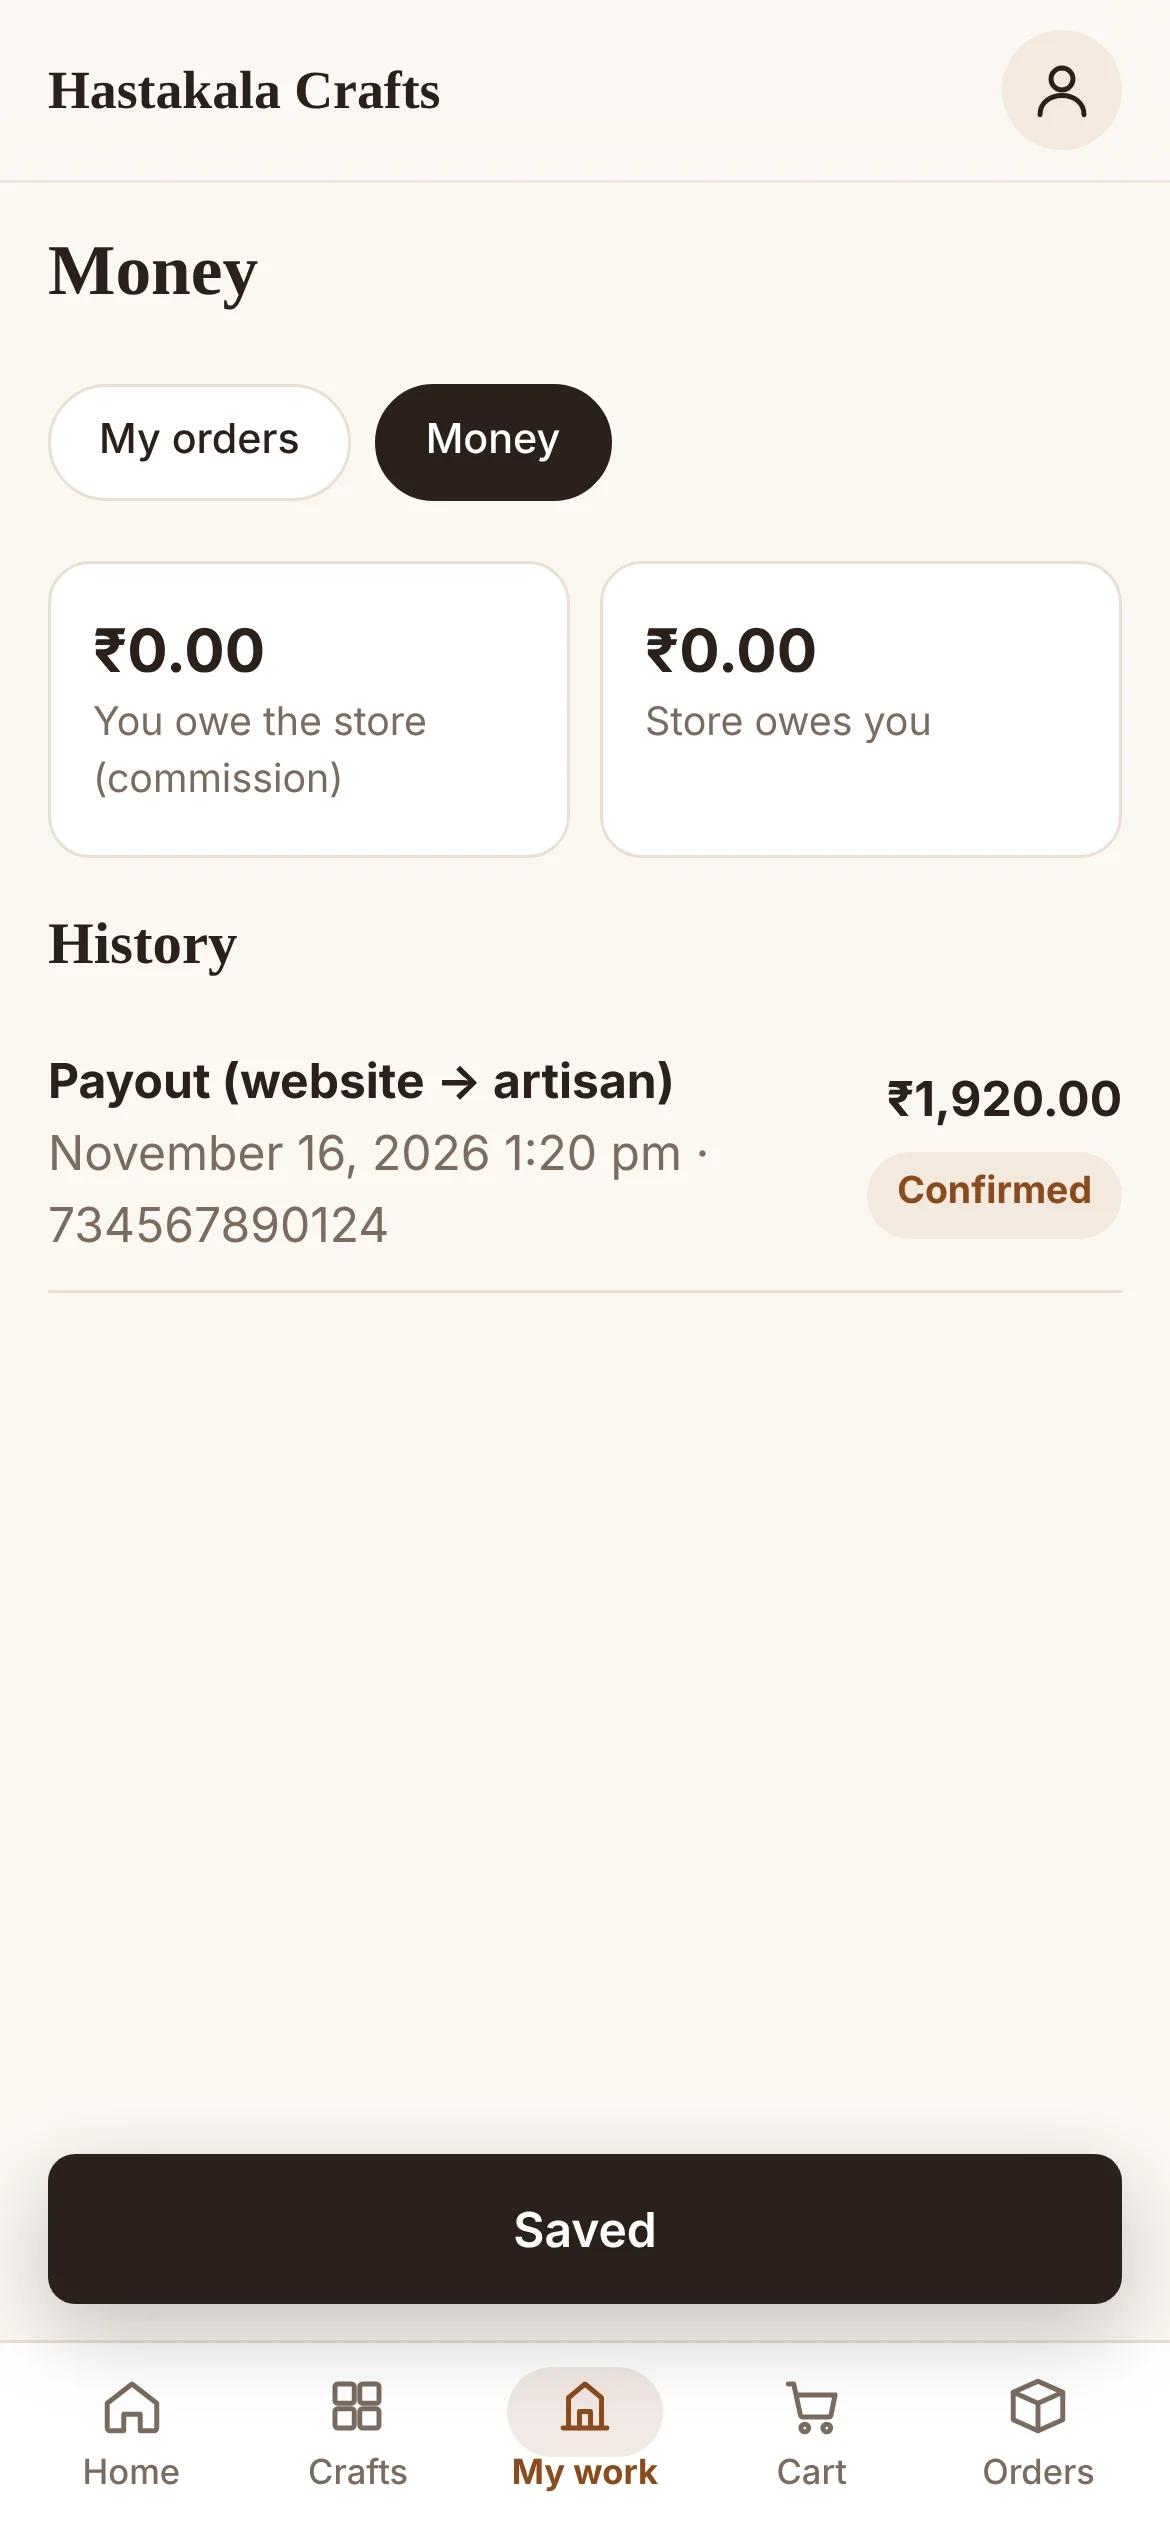 Hastakala Crafts
Money
My orders
Money
₹0.00
You owe the store
(commission)
₹0.00
Store owes you
History
Payout (website → artisan)
November 16, 2026 1:20 pm ·
734567890124
₹1,920.00
Confirmed
Saved
Home
Crafts
My work
Cart
Orders